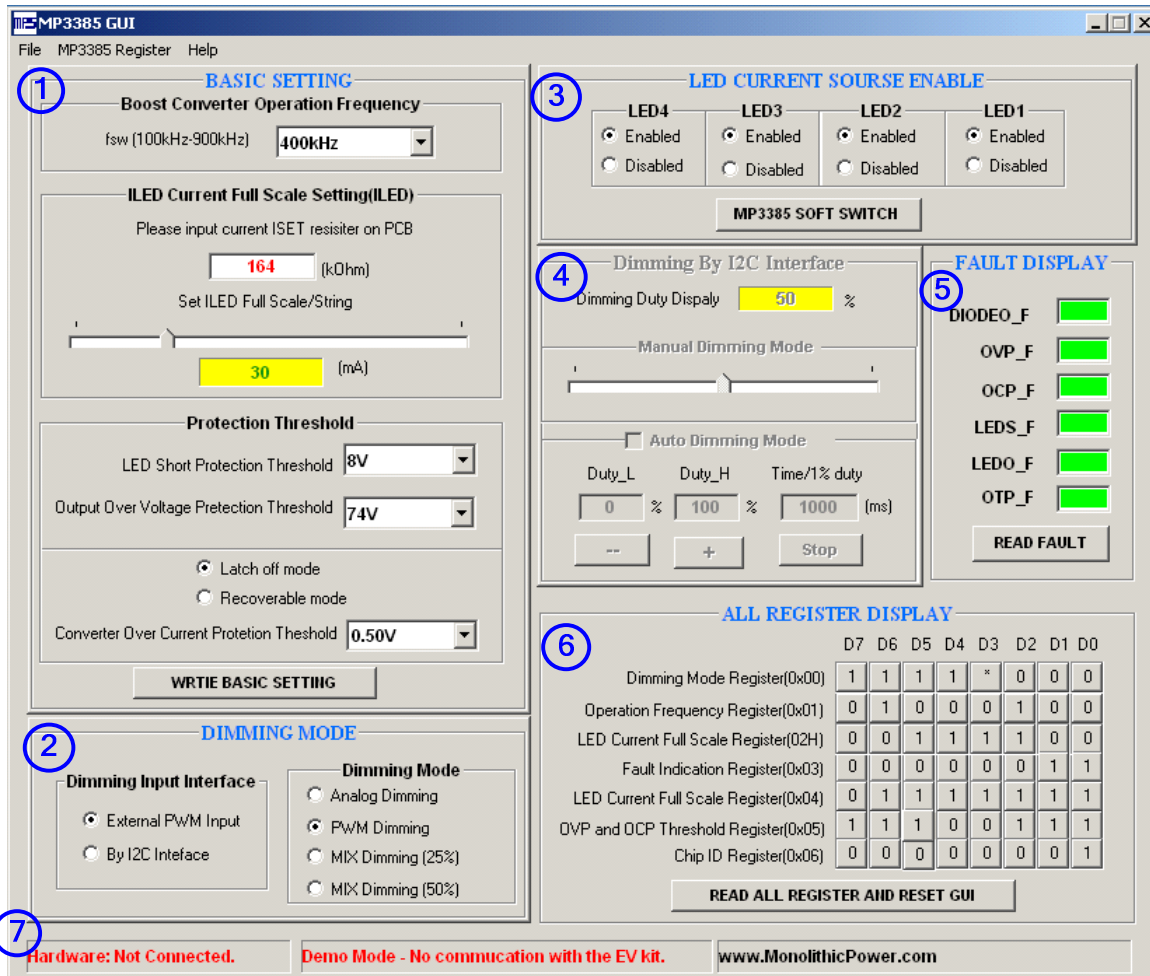 MPS MP3385 GUI
File MP3385 Register Help
1
BASIC SETTING
Boost Converter Operation Frequency
fsw (100kHz-900kHz) 400kHz
ILED Current Full Scale Setting(ILED)
Please input current ISET resisiter on PCB
164 (kOhm)
Set ILED Full Scale/String
30 (mA)
Protection Threshold
LED Short Protection Threshold 8V
Output Over Voltage Pretection Threshold 74V
Latch off mode
Recoverable mode
Converter Over Current Protetion Theshold 0.50V
WRTIE BASIC SETTING
2
DIMMING MODE
Dimming Input Interface
External PWM Input
By I2C Inteface
Dimming Mode
Analog Dimming
PWM Dimming
MIX Dimming (25%)
MIX Dimming (50%)
3
LED CURRENT SOURSE ENABLE
LED4 LED3 LED2 LED1
Enabled Enabled Enabled Enabled
Disabled Disabled Disabled Disabled
MP3385 SOFT SWITCH
4
Dimming By I2C Interface
Dimming Duty Dispaly 50 %
Manual Dimming Mode
Auto Dimming Mode
Duty_L Duty_H Time/1% duty
0 % 100 % 1000 (ms)
-- + Stop
5
FAULT DISPLAY
DIODEO_F
OVP_F
OCP_F
LEDS_F
LEDO_F
OTP_F
READ FAULT
6
ALL REGISTER DISPLAY
D7 D6 D5 D4 D3 D2 D1 D0
Dimming Mode Register(0x00) 1 1 1 1 * 0 0 0
Operation Frequency Register(0x01) 0 1 0 0 0 1 0 0
LED Current Full Scale Register(02H) 0 0 1 1 1 1 0 0
Fault Indication Register(0x03) 0 0 0 0 0 0 1 1
LED Current Full Scale Register(0x04) 0 1 1 1 1 1 1 1
OVP and OCP Threshold Register(0x05) 1 1 1 0 0 1 1 1
Chip ID Register(0x06) 0 0 0 0 0 0 0 1
READ ALL REGISTER AND RESET GUI
7
Hardware: Not Connected. Demo Mode - No commucation with the EV kit. www.MonolithicPower.com